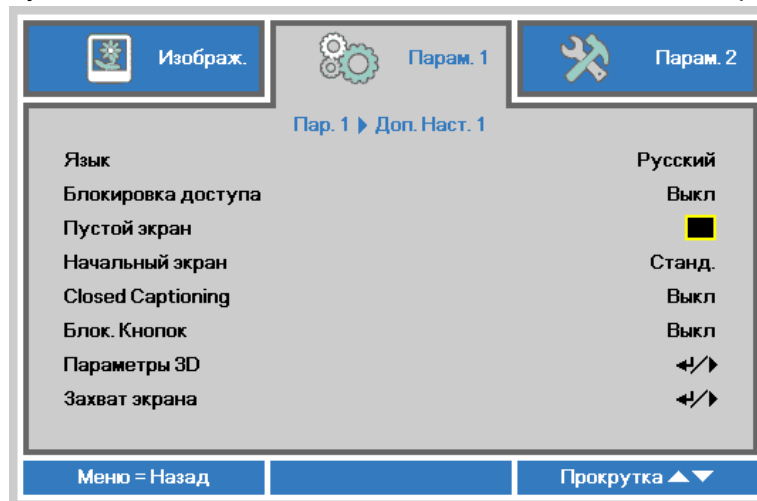 Изображ. Парам. 1 Парам. 2
Пар. 1 Доп. Наст. 1
Язык Русский
Блокировка доступа Выкл
Пустой экран
Начальный экран Станд.
Closed Captioning Выкл
Блок. Кнопок Выкл
Параметры 3D /
Захват экрана /
Меню = Назад Прокрутка